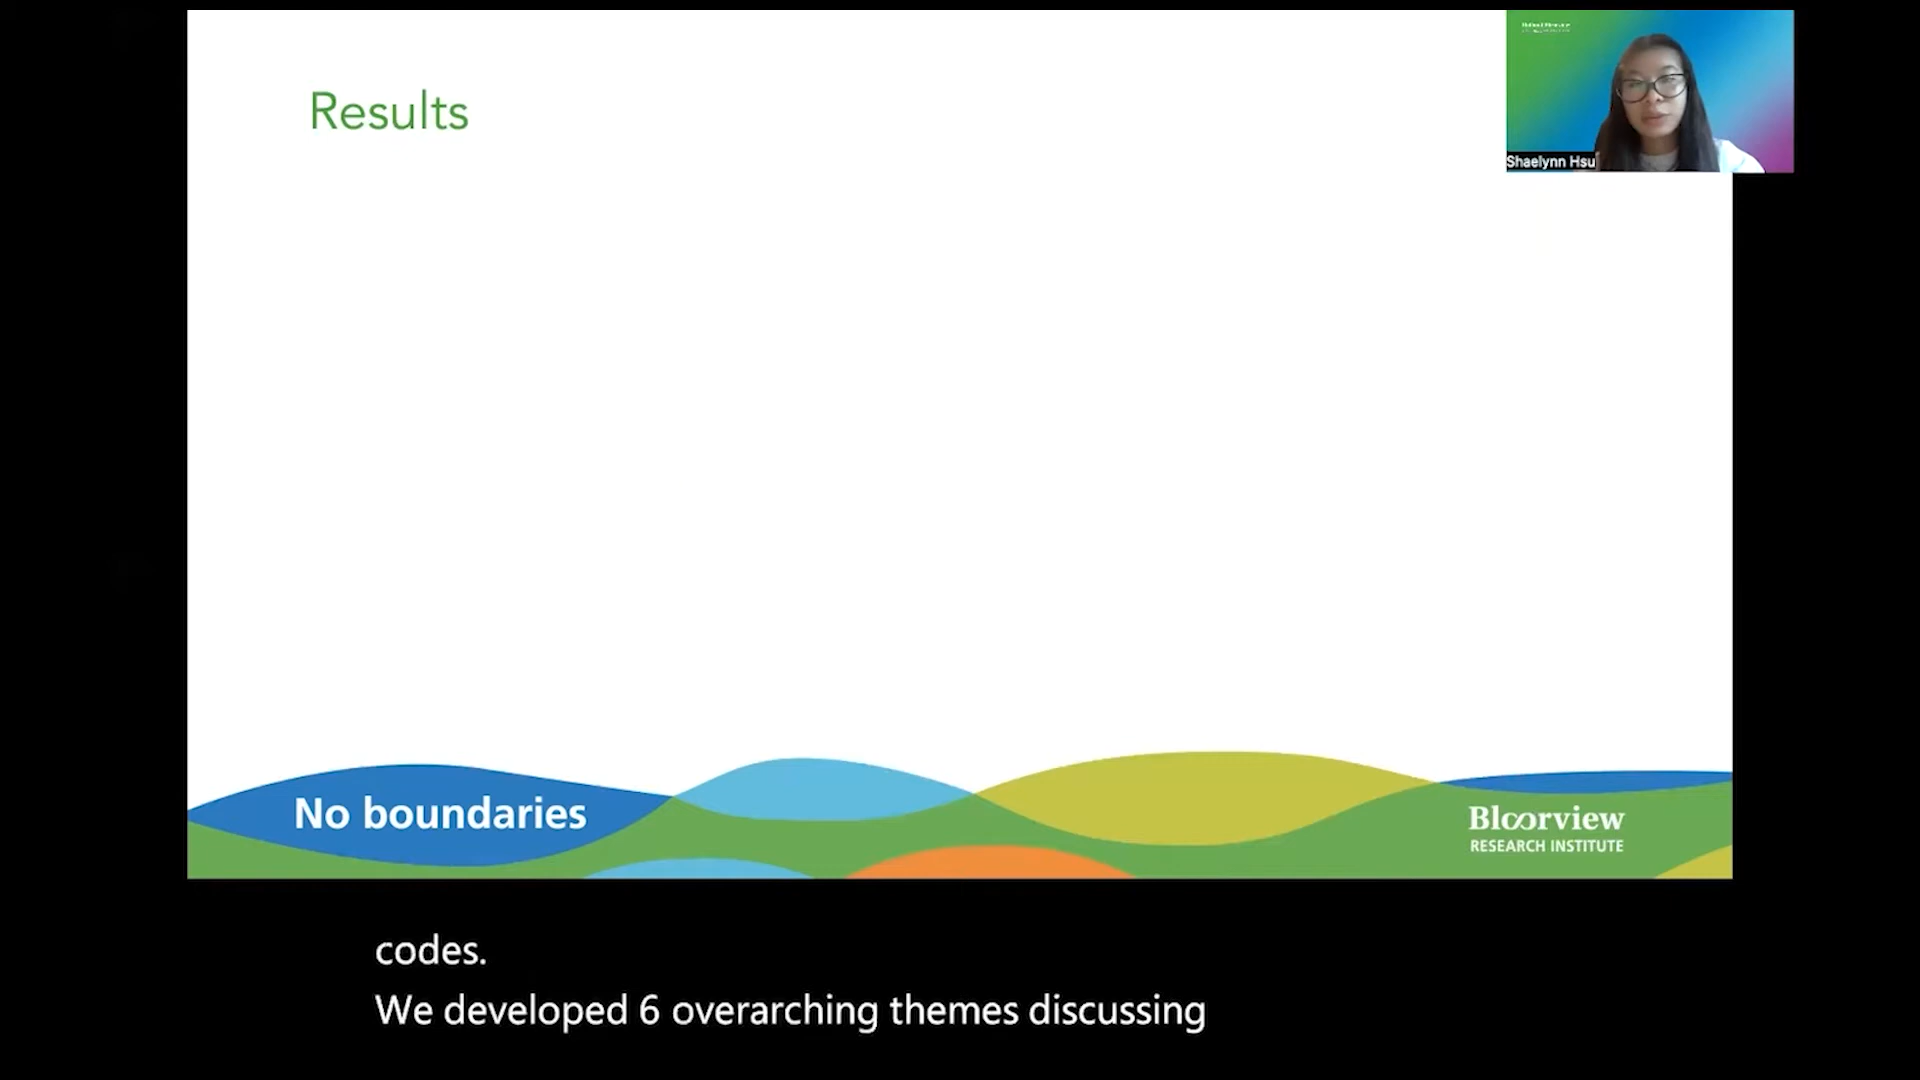 Results
Shaelynn Hsu
No boundaries
Bloorview
RESEARCH INSTITUTE
codes.
We developed 6 overarching themes discussing